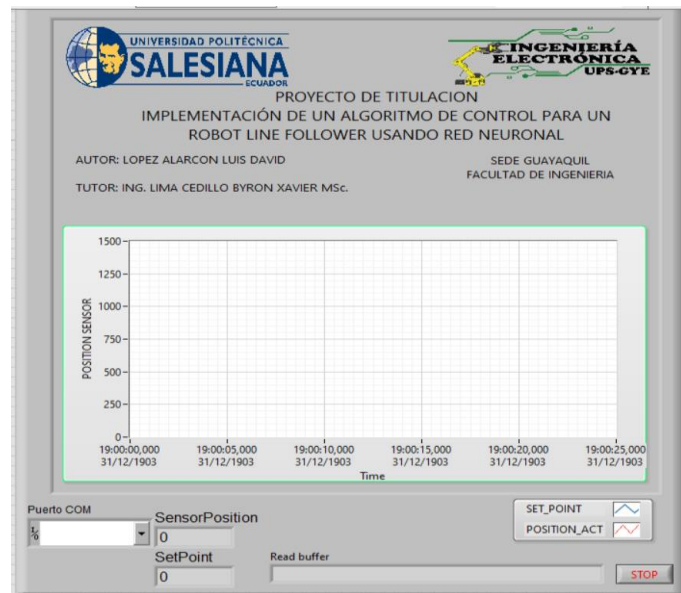 UNIVERSIDAD POLITÉCNICA
SALESIANA
ECUADOR
INGENIERÍA
ELECTRÓNICA
UPS-GYE
PROYECTO DE TITULACION
IMPLEMENTACIÓN DE UN ALGORITMO DE CONTROL PARA UN
ROBOT LINE FOLLOWER USANDO RED NEURONAL
AUTOR: LOPEZ ALARCON LUIS DAVID
SEDE GUAYAQUIL
FACULTAD DE INGENIERIA
TUTOR: ING. LIMA CEDILLO BYRON XAVIER MSc.
POSITION SENSOR
1500
1250
1000
750
500
250
0
19:00:00,000 19:00:05,000 19:00:10,000 19:00:15,000 19:00:20,000 19:00:25,000
31/12/1903 31/12/1903 31/12/1903 31/12/1903 31/12/1903 31/12/1903
Time
Puerto COM
SensorPosition
0
SetPoint
0
Read buffer
SET_POINT
POSITION_ACT
STOP